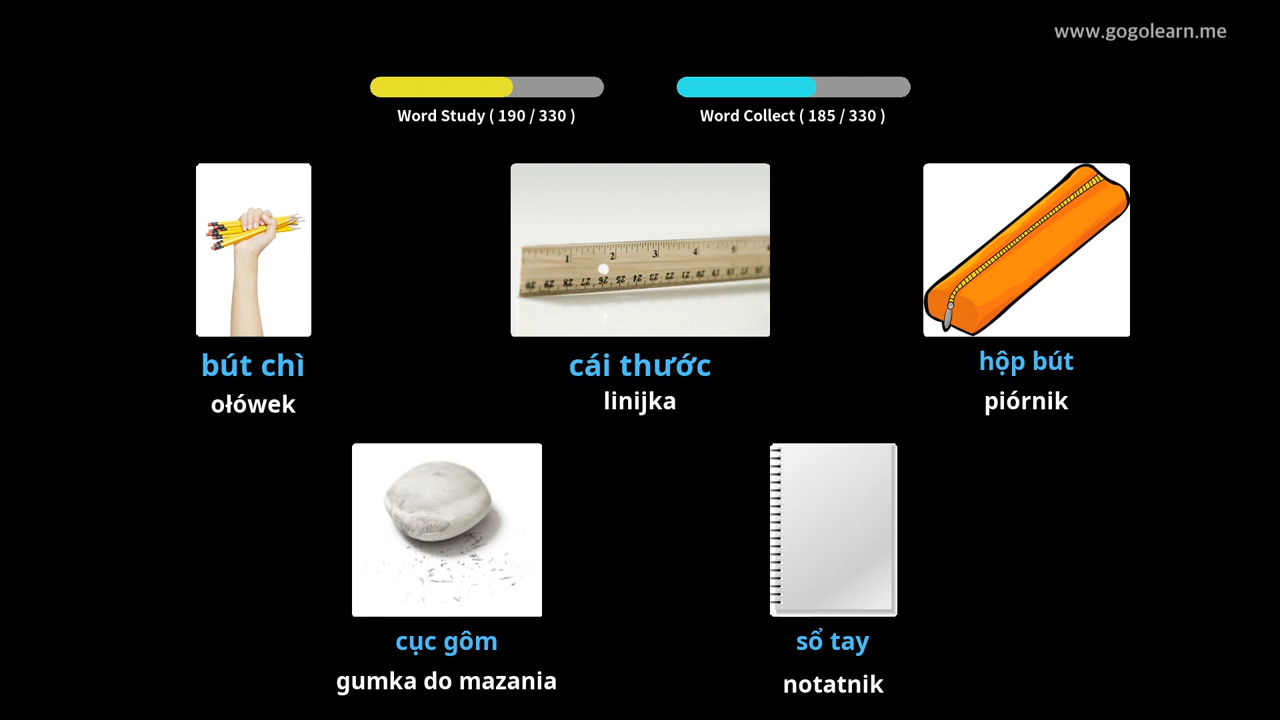 www.gogolearn.me
Word Study ( 190 / 330 )
Word Collect ( 185 / 330 )
bút chì
ołówek
cái thước
linijka
hộp bút
piórnik
cục gôm
gumka do mazania
sổ tay
notatnik